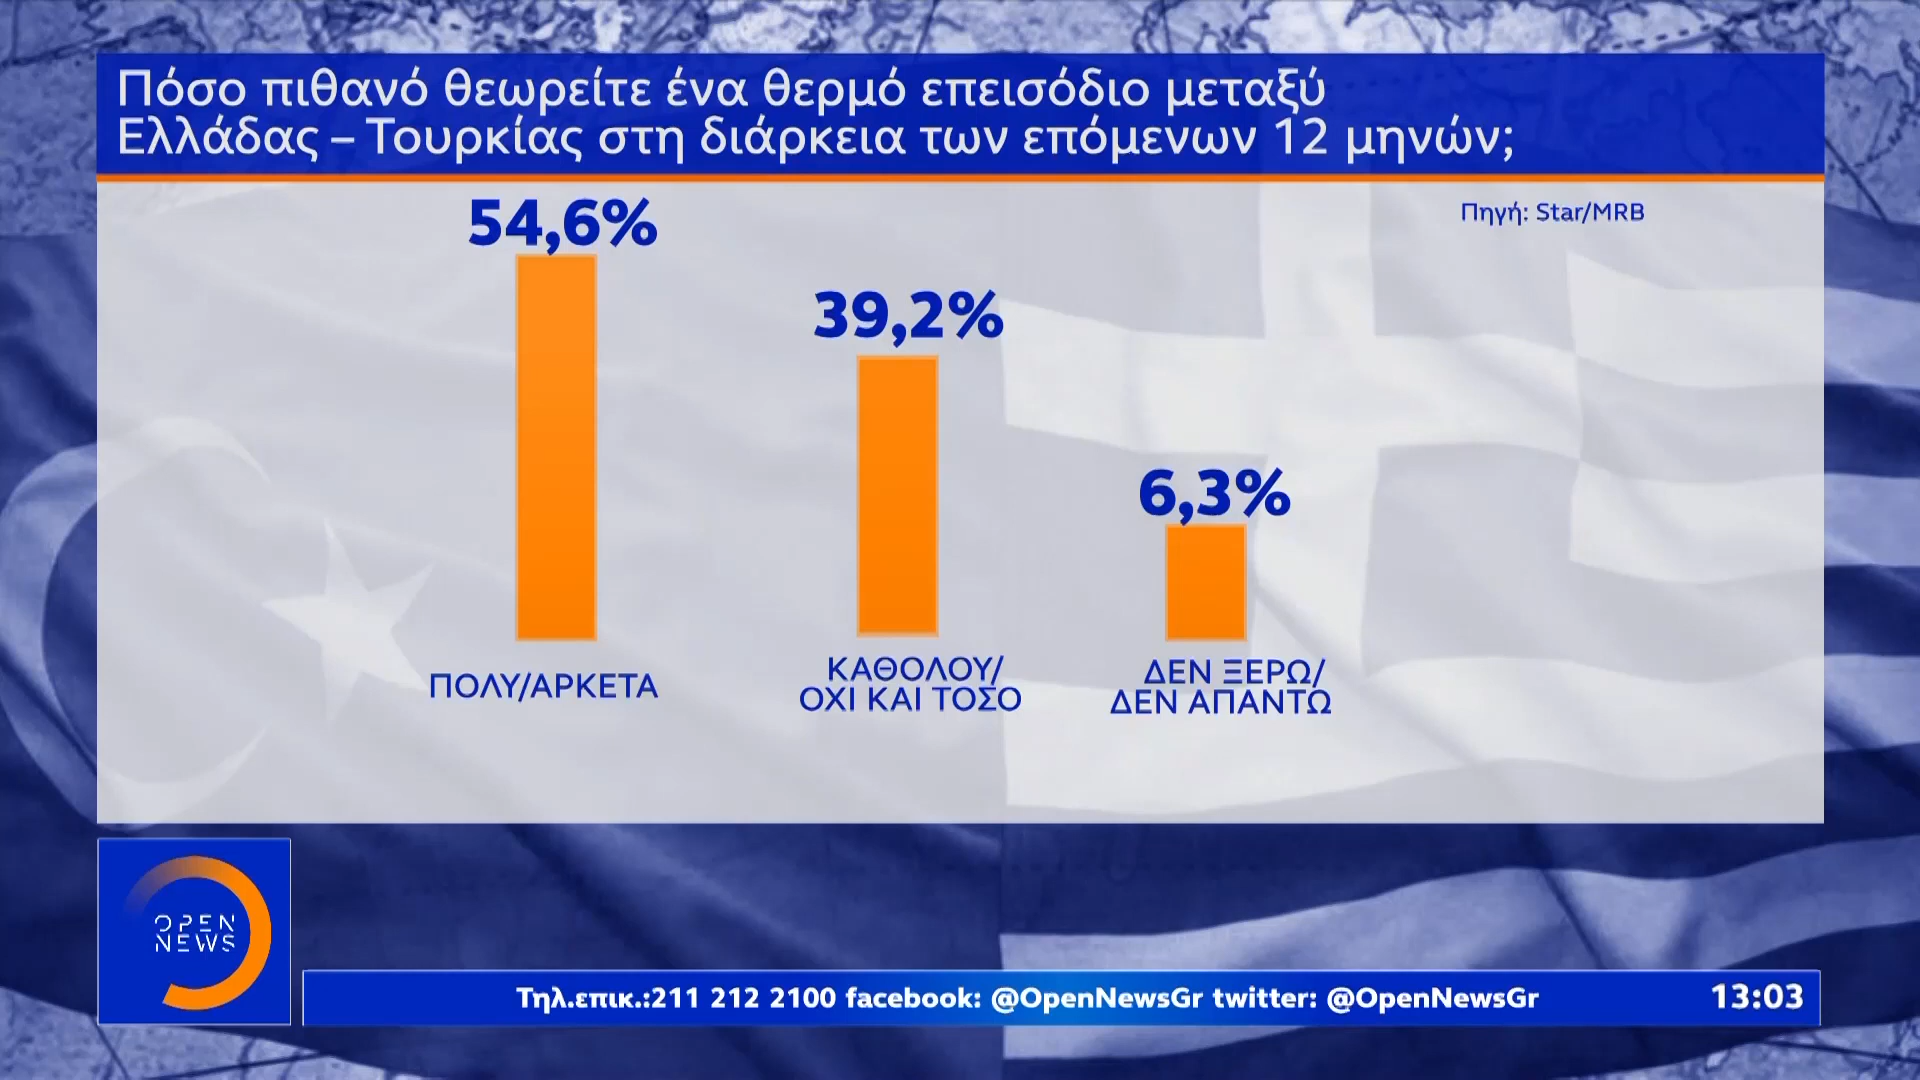 Πόσο πιθανό θεωρείτε ένα θερμό επεισόδιο μεταξύ
Ελλάδας – Τουρκίας στη διάρκεια των επόμενων 12 μηνών;
Πηγή: Star/MRB
54,6%
39,2%
6,3%
ΠΟΛΥ/ΑΡΚΕΤΑ
ΚΑΘΟΛΟΥ/
ΟΧΙ ΚΑΙ ΤΟΣΟ
ΔΕΝ ΞΕΡΩ/
ΔΕΝ ΑΠΑΝΤΩ
OPEN
NEWS
Τηλ.επικ.:211 212 2100 facebook: @OpenNewsGr twitter: @OpenNewsGr
13:03